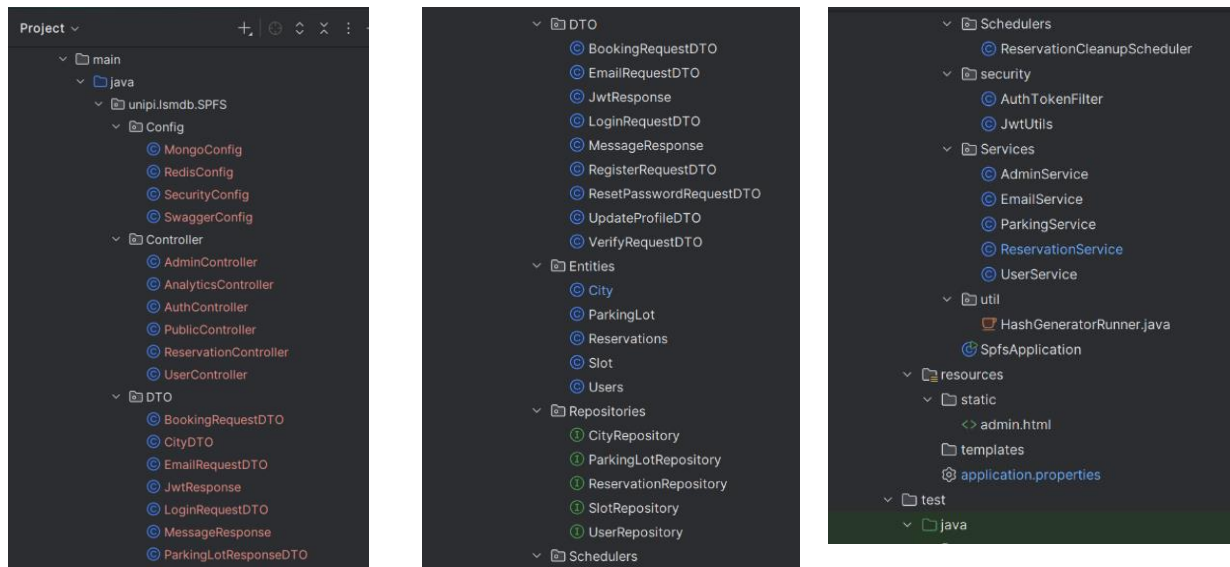 Project
main
java
unipi.lsmdb.SPFS
Config
MongoConfig
RedisConfig
SecurityConfig
SwaggerConfig
Controller
AdminController
AnalyticsController
AuthController
PublicController
ReservationController
UserController
DTO
BookingRequestDTO
CityDTO
EmailRequestDTO
JwtResponse
LoginRequestDTO
MessageResponse
ParkingLotResponseDTO
DTO
BookingRequestDTO
EmailRequestDTO
JwtResponse
LoginRequestDTO
MessageResponse
RegisterRequestDTO
ResetPasswordRequestDTO
UpdateProfileDTO
VerifyRequestDTO
Entities
City
ParkingLot
Reservations
Slot
Users
Repositories
CityRepository
ParkingLotRepository
ReservationRepository
SlotRepository
UserRepository
Schedulers
Schedulers
ReservationCleanupScheduler
security
AuthTokenFilter
JwtUtils
Services
AdminService
EmailService
ParkingService
ReservationService
UserService
util
HashGeneratorRunner.java
SpfsApplication
resources
static
admin.html
templates
application.properties
test
java